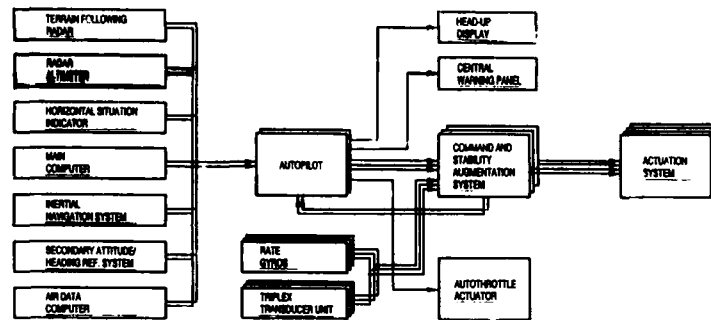 TERRAIN FOLLOWING
RADAR
RADAR
ALTIMETER
HORIZONTAL SITUATION
INDICATOR
MAIN
COMPUTER
INERTIAL
NAVIGATION SYSTEM
SECONDARY ATTITUDE/
HEADING REF. SYSTEM
AIR DATA
COMPUTER
AUTOPILOT
RATE
GYROS
TRIPLEX
TRANSDUCER UNIT
HEAD-UP
DISPLAY
CENTRAL
WARNING PANEL
COMMAND AND
STABILITY
AUGMENTATION
SYSTEM
AUTOTHROTTLE
ACTUATOR
ACTUATION
SYSTEM